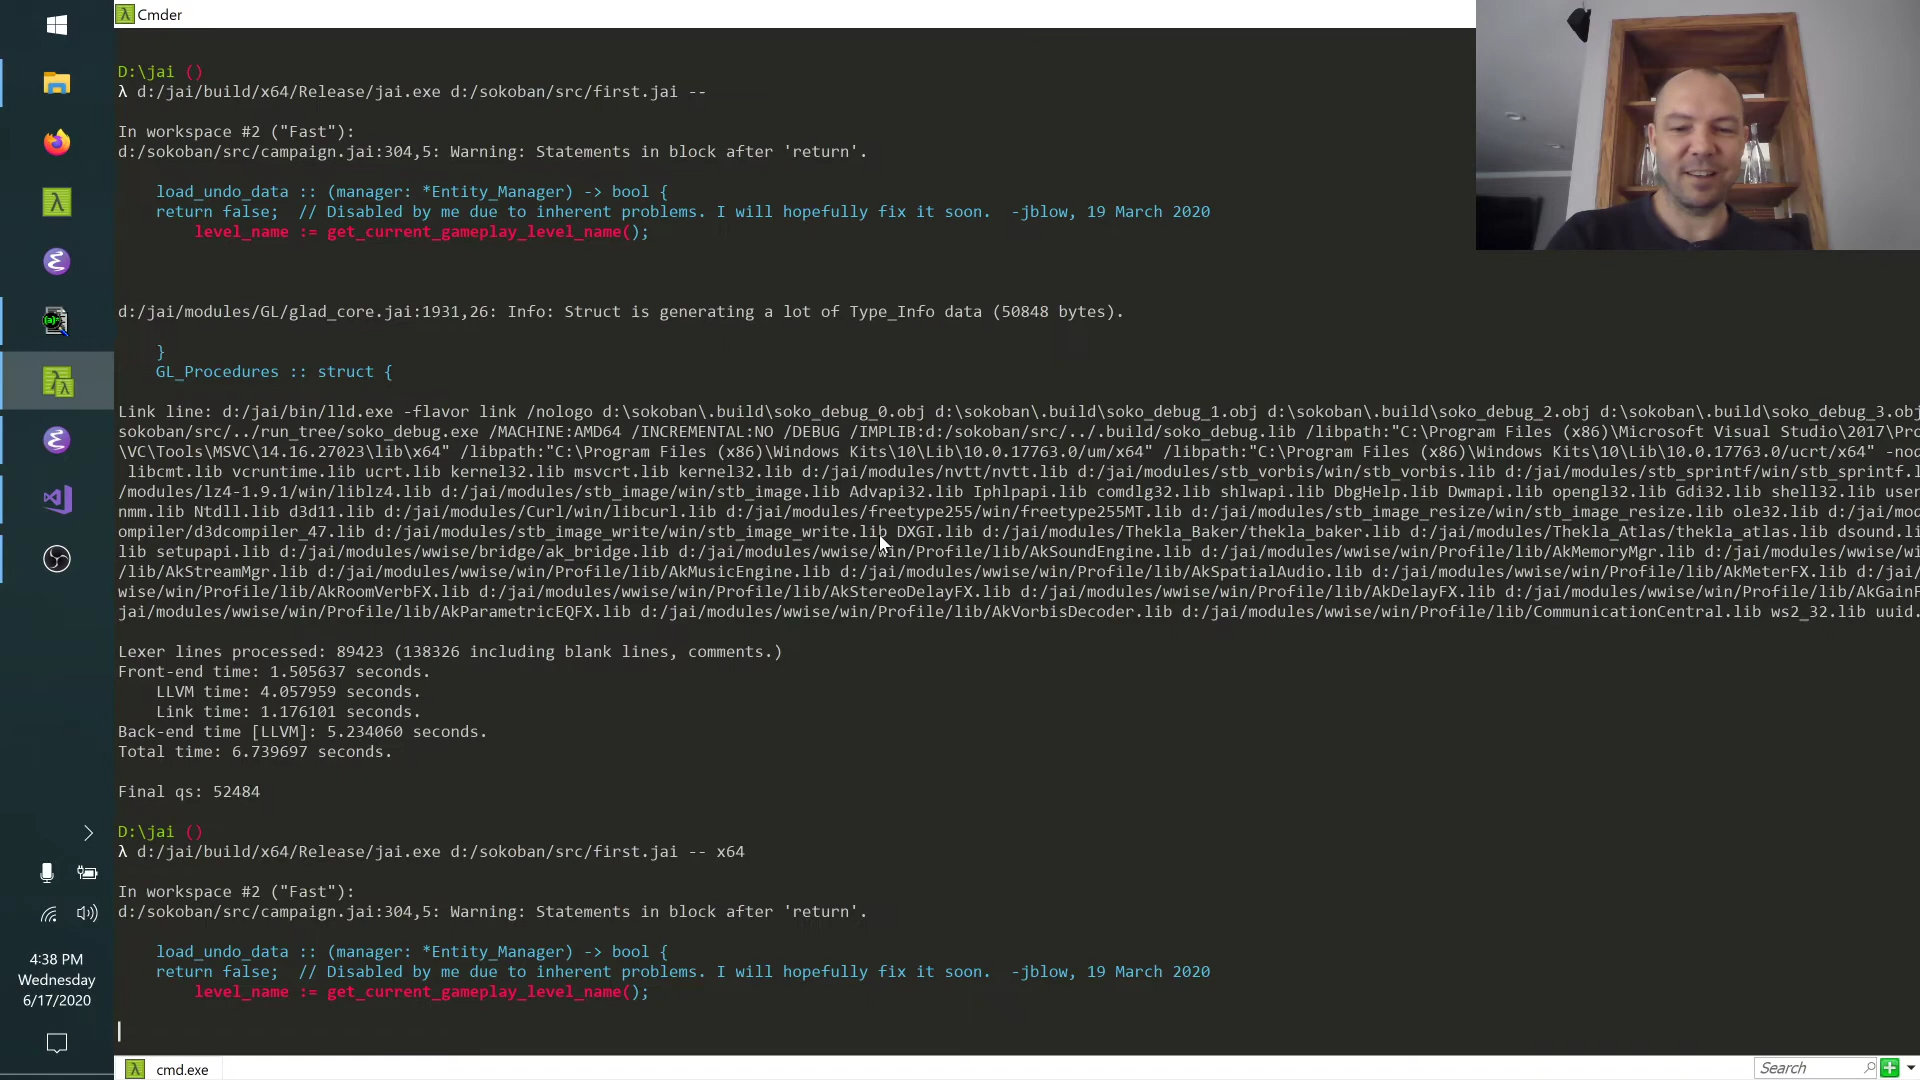 Cmder
D:\jai ()
λ d:/jai/build/x64/Release/jai.exe d:/sokoban/src/first.jai --
In workspace #2 ("Fast"):
d:/sokoban/src/campaign.jai:304,5: Warning: Statements in block after 'return'.
load_undo_data :: (manager: *Entity_Manager) -> bool {
return false;  // Disabled by me due to inherent problems. I will hopefully fix it soon.  -jblow, 19 March 2020
level_name := get_current_gameplay_level_name();
d:/jai/modules/GL/glad_core.jai:1931,26: Info: Struct is generating a lot of Type_Info data (50848 bytes).
}
GL_Procedures :: struct {
Link line: d:/jai/bin/lld.exe -flavor link /nologo d:\sokoban\.build\soko_debug_0.obj d:\sokoban\.build\soko_debug_1.obj d:\sokoban\.build\soko_debug_2.obj d:\sokoban\.build\soko_debug_3.obj
sokoban/src/../run_tree/soko_debug.exe /MACHINE:AMD64 /INCREMENTAL:NO /DEBUG /IMPLIB:d:/sokoban/src/../.build/soko_debug.lib /libpath:"C:\Program Files (x86)\Microsoft Visual Studio\2017\Pro
\VC\Tools\MSVC\14.16.27023\lib\x64" /libpath:"C:\Program Files (x86)\Windows Kits\10\Lib\10.0.17763.0/um/x64" /libpath:"C:\Program Files (x86)\Windows Kits\10\Lib\10.0.17763.0/ucrt/x64" -nod
libcmt.lib vcruntime.lib ucrt.lib kernel32.lib msvcrt.lib kernel32.lib d:/jai/modules/nvtt/nvtt.lib d:/jai/modules/stb_vorbis/stb_vorbis.lib d:/jai/modules/stb_sprintf/win/stb_sprintf.l
/modules/lz4-1.9.1/win/liblz4.lib d:/jai/modules/stb_image/win/stb_image.lib Advapi32.lib Iphlpapi.lib comdlg32.lib shlwapi.lib DbgHelp.lib Dwmapi.lib opengl32.lib Gdi32.lib shell32.lib user
nmm.lib Ntdll.lib d3d11.lib d:/jai/modules/Curl/win/libcurl.lib d:/jai/modules/freetype255/win/freetype255MT.lib d:/jai/modules/stb_image_resize/win/stb_image_resize.lib ole32.lib d:/jai/mod
ompiler/d3dcompiler_47.lib d:/jai/modules/stb_image_write/win/stb_image_write.lib DXGI.lib d:/jai/modules/Thekla_Baker/thekla_baker.lib d:/jai/modules/Thekla_Atlas/thekla_atlas.lib dsound.l
lib setupapi.lib d:/jai/modules/wwise/bridge/ak_bridge.lib d:/jai/modules/wwise/win/Profile/lib/AkSoundEngine.lib d:/jai/modules/wwise/win/Profile/lib/AkMemoryMgr.lib d:/jai/modules/wwise/wi
/lib/AkStreamMgr.lib d:/jai/modules/wwise/win/Profile/lib/AkMusicEngine.lib d:/jai/modules/wwise/win/Profile/lib/AkSpatialAudio.lib d:/jai/modules/wwise/win/Profile/lib/AkMeterFX.lib d:/jai/
wise/win/Profile/lib/AkRoomVerbFX.lib d:/jai/modules/wwise/win/Profile/lib/AkStereoDelayFX.lib d:/jai/modules/wwise/win/Profile/lib/AkDelayFX.lib d:/jai/modules/wwise/win/Profile/lib/AkGainF
jai/modules/wwise/win/Profile/lib/AkParametricEQFX.lib d:/jai/modules/wwise/win/Profile/lib/AkVorbisDecoder.lib d:/jai/modules/wwise/win/Profile/lib/CommunicationCentral.lib ws2_32.lib uuid.
Lexer lines processed: 89423 (138326 including blank lines, comments.)
Front-end time: 1.505637 seconds.
LLVM time: 4.057959 seconds.
Link time: 1.176101 seconds.
Back-end time [LLVM]: 5.234060 seconds.
Total time: 6.739697 seconds.
Final qs: 52484
D:\jai ()
λ d:/jai/build/x64/Release/jai.exe d:/sokoban/src/first.jai -- x64
In workspace #2 ("Fast"):
d:/sokoban/src/campaign.jai:304,5: Warning: Statements in block after 'return'.
load_undo_data :: (manager: *Entity_Manager) -> bool {
return false;  // Disabled by me due to inherent problems. I will hopefully fix it soon.  -jblow, 19 March 2020
level_name := get_current_gameplay_level_name();
4:38 PM
Wednesday
6/17/2020
cmd.exe
Search